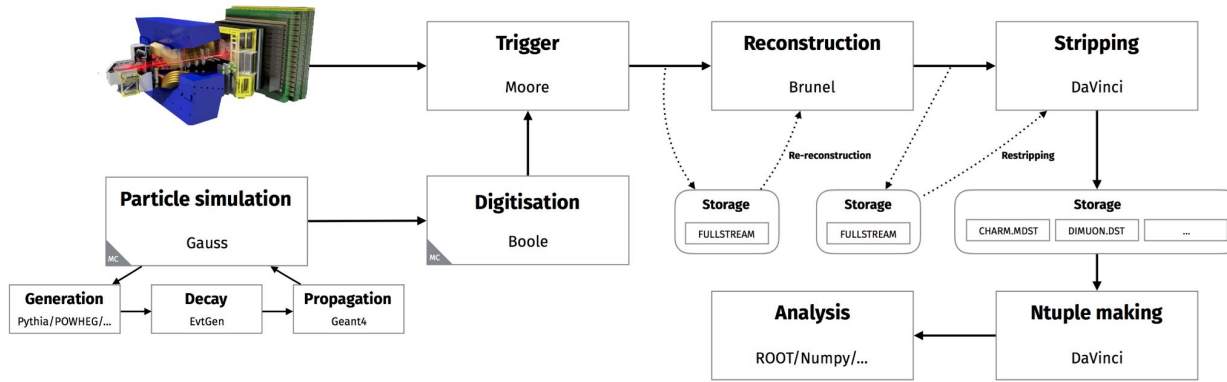 Trigger
Moore
Reconstruction
Brunel
Stripping
DaVinci
Re-reconstruction
Restripping
Particle simulation
Gauss
MC
Digitisation
Boole
MC
Storage
FULLSTREAM
Storage
FULLSTREAM
Storage
CHARM.MDST
DIMUON.DST
...
Generation
Pythia/POWHEG/...
Decay
EvtGen
Propagation
Geant4
Analysis
ROOT/Numpy/...
Ntuple making
DaVinci